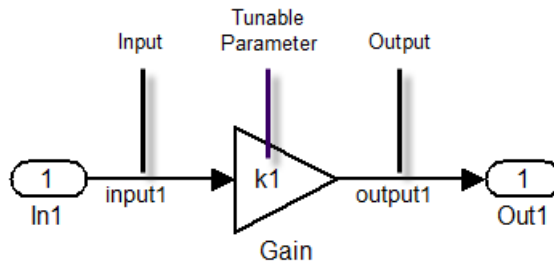 Input
Tunable
Parameter
Output
1
input1
k1
output1
1
In1
Gain
Out1